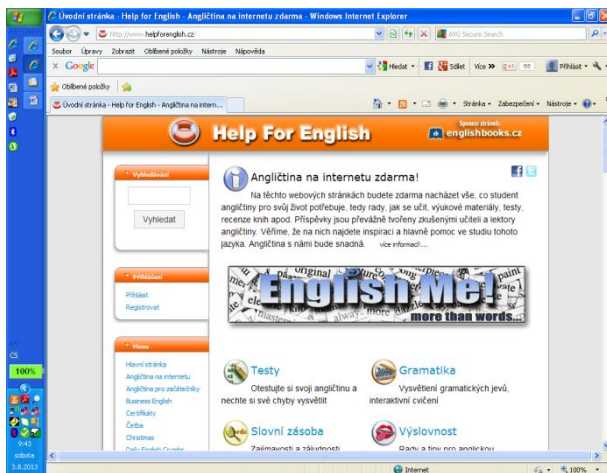 Úvodní stránka - Help for English - Angličtina na internetu zdarma - Windows Internet Explorer
http://www.helpforenglish.cz/
AVG Secure Search
Soubor Úpravy Zobrazit Oblíbené položky Nástroje Nápověda
Google
Hledat
Sdílet
Více »
Přihlásit
Oblíbené položky
Úvodní stránka - Help for English - Angličtina na intern...
Stránka Zabezpečení Nástroje
Help For English
Sponzor stránek:
englishbooks.cz
Vyhledávání
Vyhledat
Angličtina na internetu zdarma!
Na těchto webových stránkách budete zdarma nacházet vše, co student
angličtiny pro svůj život potřebuje, tedy rady, jak se učit, výukové materiály, testy,
recenze knih apod. Příspěvky jsou převážně tvořeny zkušenými učiteli a lektory
angličtiny. Věříme, že na nich najdete inspiraci a hlavně pomoc ve studiu tohoto
jazyka. Angličtina s námi bude snadná. více informací...
Přihlášení
Přihlásit
Registrovat
original
paint
English Me!
more than words...
Menu
Hlavní stránka
Angličtina na internetu
Angličtina pro začátečníky
Business English
Certifikáty
Četba
Christmas
Testy
Otestujte si svoji angličtinu a
nechte si své chyby vysvětlit
Gramatika
Vysvětlení gramatických jevů,
interaktivní cvičení
Slovní zásoba
Zajímavosti a záludnosti
Výslovnost
Rady a tipy pro anglickou
CS
100%
9:43
sobota
3.8.2013
Internet
100%